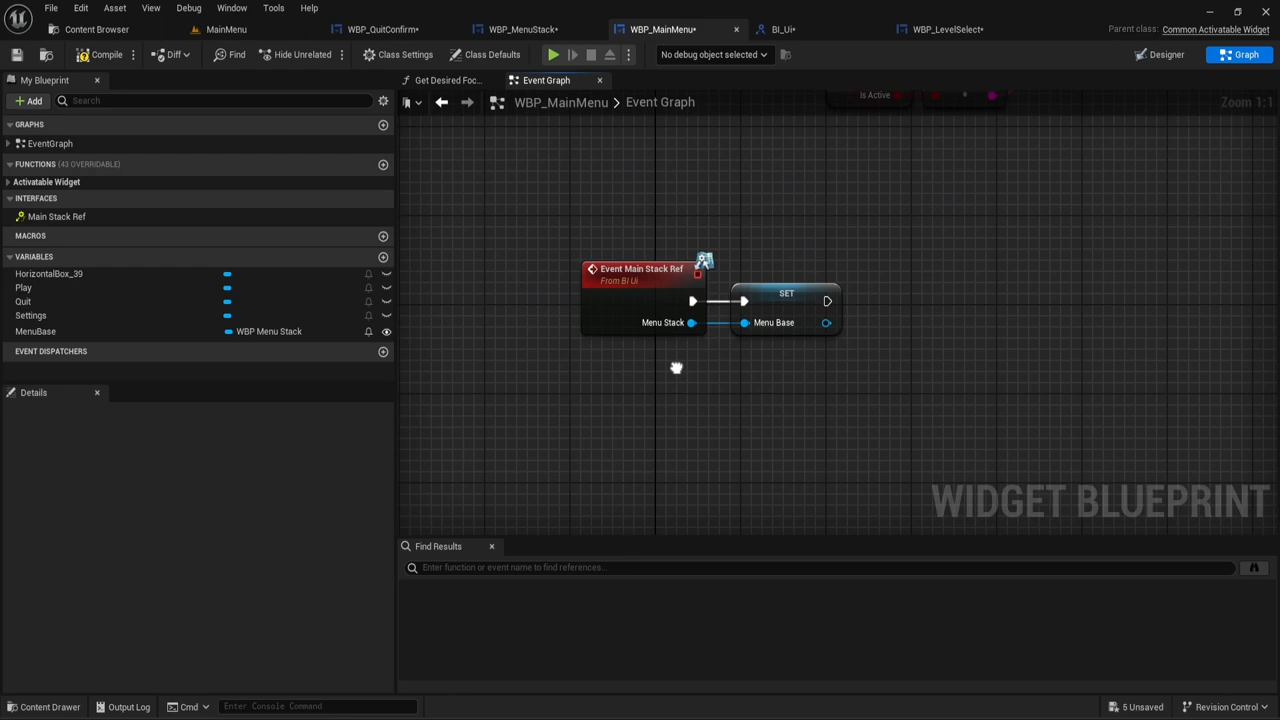 File Edit Asset View Debug Window Tools Help
Content Browser MainMenu WBP_QuitConfirm* WBP_MenuStack* WBP_MainMenu* BI_Ui* WBP_LevelSelect* Parent class: Common Activatable Widget
Compile Diff Find Hide Unrelated Class Settings Class Defaults No debug object selected Designer Graph
My Blueprint Get Desired Foc... Event Graph
Add Search WBP_MainMenu > Event Graph Zoom 1:1
Is Active
GRAPHS
EventGraph
FUNCTIONS (43 OVERRIDABLE)
Activatable Widget
INTERFACES
Main Stack Ref
MACROS
VARIABLES
HorizontalBox_39
Play
Quit
Settings
MenuBase WBP Menu Stack
EVENT DISPATCHERS
Details
Event Main Stack Ref
From BI Ui
Menu Stack
SET
Menu Base
WIDGET BLUEPRINT
Find Results
Enter function or event name to find references...
Content Drawer Output Log Cmd Enter Console Command 5 Unsaved Revision Control